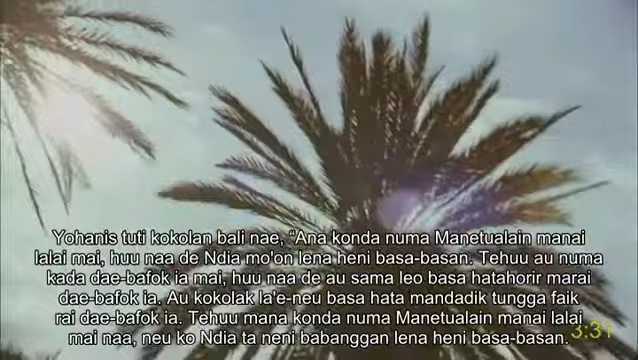 Yohanis tuti kokolan bali nae, “Ana konda numa Manetualain manai
lalai mai, huu naa de Ndia mo'on lena heni basa-basan. Tehuu au numa
kada dae-bafok ia mai, huu naa de au sama leo basa hatahorir marai
dae-bafok ia. Au kokolak la'e-neu basa hata mandadik tungga faik
rai dae-bafok ia. Tehuu mana konda numa Manetualain manai lalai
mai naa, neu ko Ndia ta neni babanggan lena heni basa-basan.
3:31